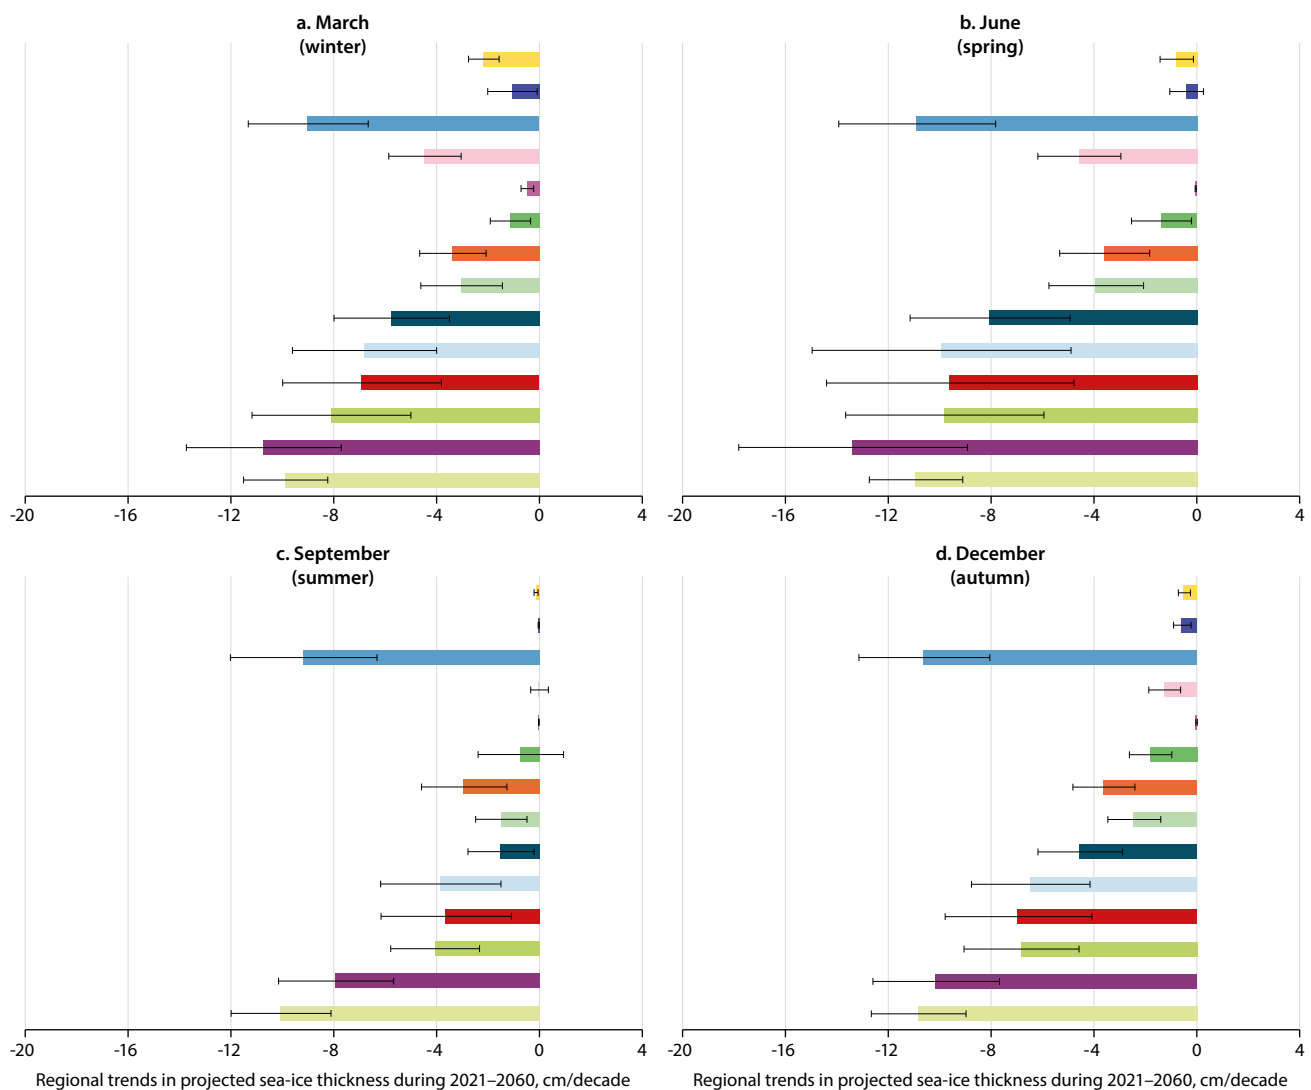 a. March
(winter)
b. June
(spring)
-20 -16 -12 -8 -4 0 4
-20 -16 -12 -8 -4 0 4
c. September
(summer)
d. December
(autumn)
-20 -16 -12 -8 -4 0 4
-20 -16 -12 -8 -4 0 4
Regional trends in projected sea-ice thickness during 2021–2060, cm/decade
Regional trends in projected sea-ice thickness during 2021–2060, cm/decade